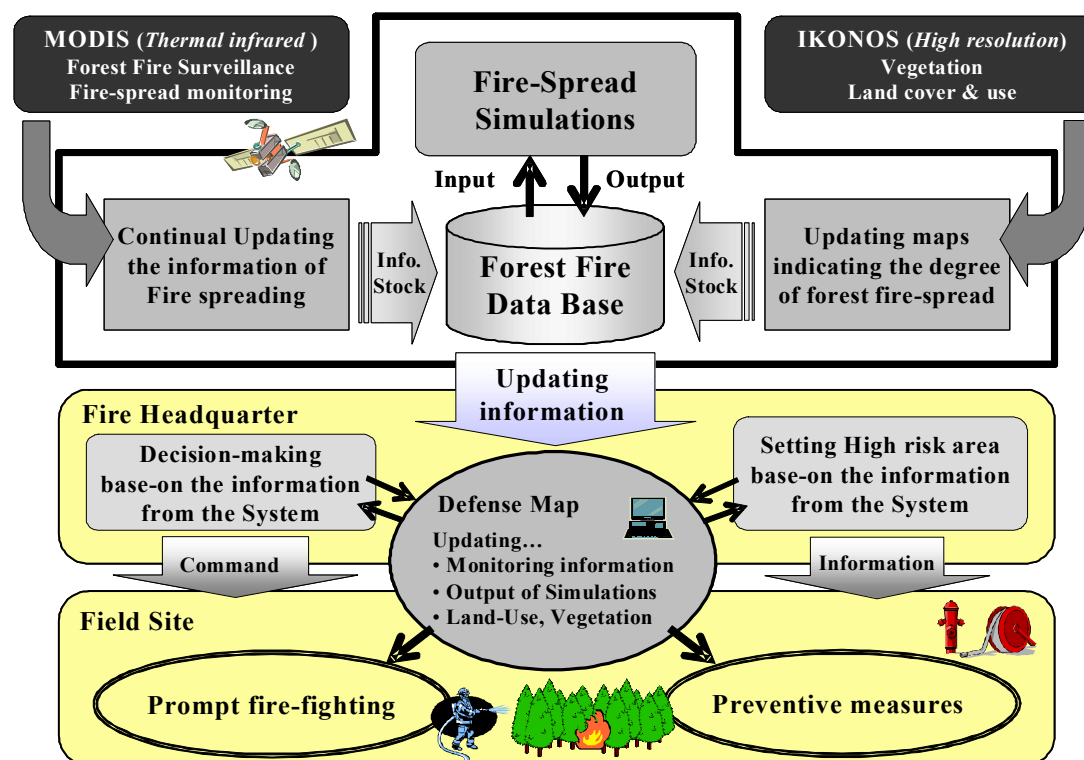 MODIS (Thermal infrared )
Forest Fire Surveillance
Fire-spread monitoring
IKONOS (High resolution)
Vegetation
Land cover & use
Fire-Spread
Simulations
Input
Output
Continual Updating
the information of
Fire spreading
Info.
Stock
Forest Fire
Data Base
Info.
Stock
Updating maps
indicating the degree
of forest fire-spread
Updating
information
Fire Headquarter
Decision-making
base-on the information
from the System
Setting High risk area
base-on the information
from the System
Defense Map
Updating…
• Monitoring information
• Output of Simulations
• Land-Use, Vegetation
Command
Information
Field Site
Prompt fire-fighting
Preventive measures